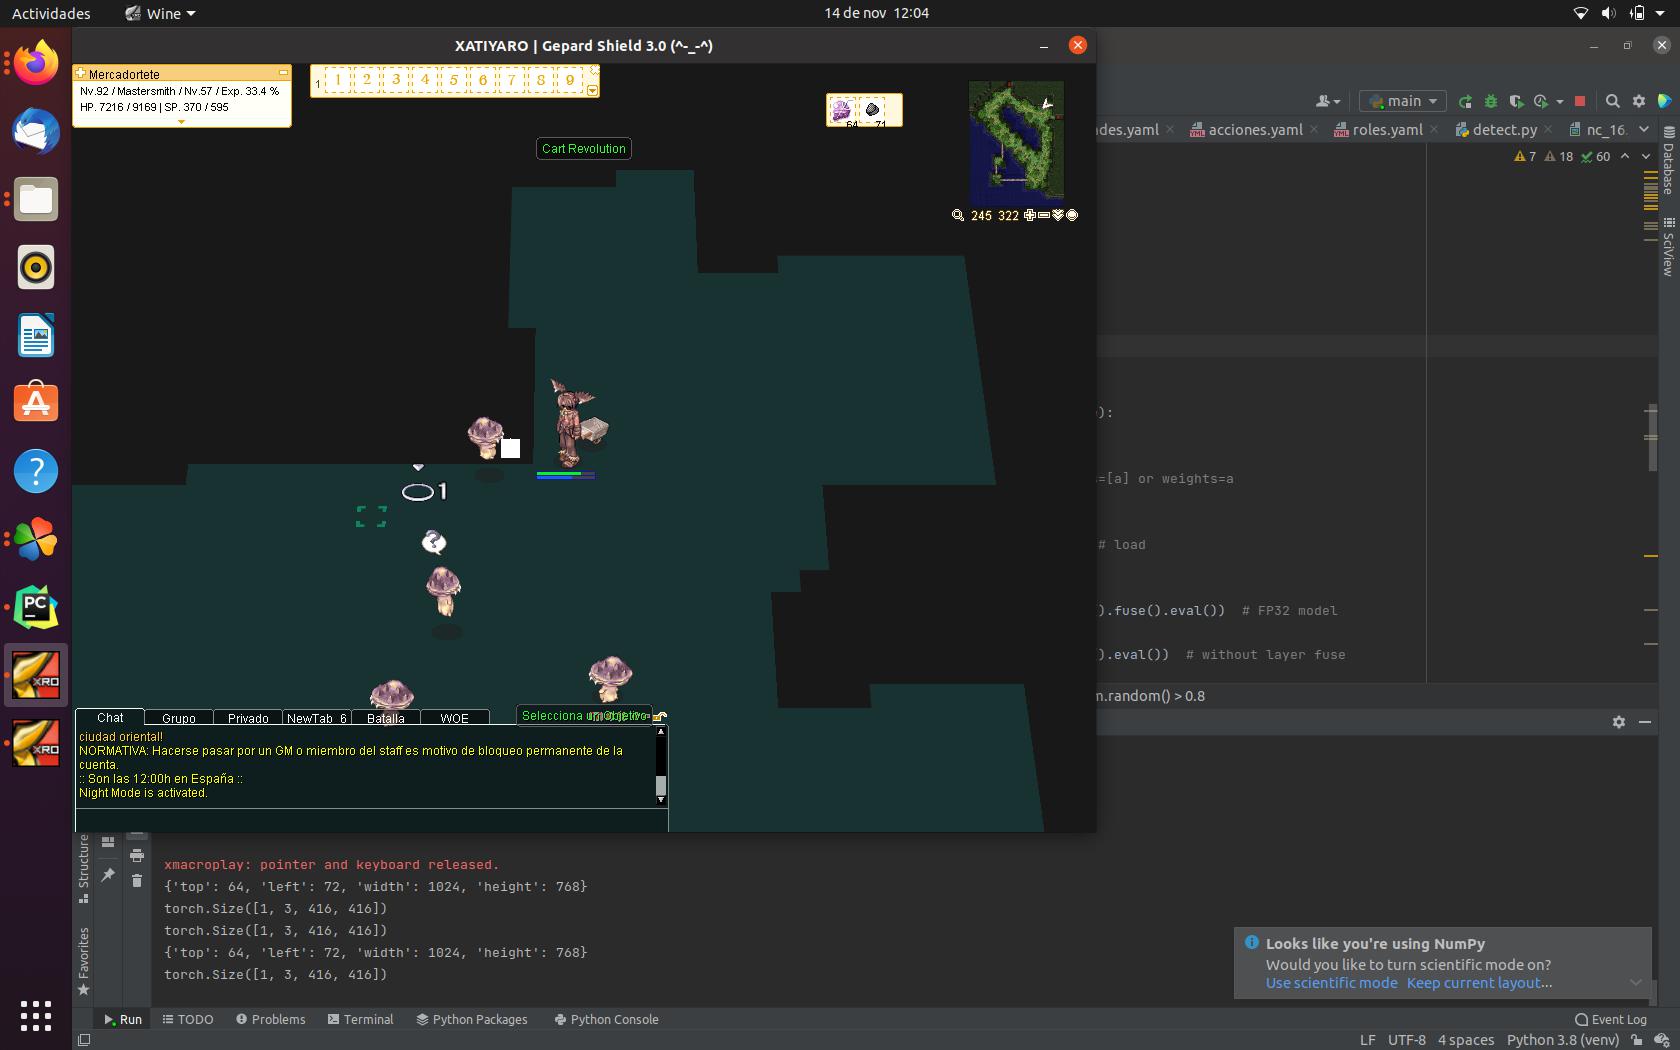 Actividades
Wine
14 de nov 12:04
XATIYARO | Gepard Shield 3.0 (^-_-^)
Mercadortete
Nv.92 / Mastersmith / Nv.57 / Exp. 33.4 %
HP. 7216 / 9169 | SP. 370 / 595
1 1 2 3 4 5 6 7 8 9
64 71
Cart Revolution
245 322
main
des.yaml
acciones.yaml
roles.yaml
detect.py
nc_16.
7 18 60
Database
SciView
):
=[a] or weights=a
# load
).fuse().eval()) # FP32 model
).eval()) # without layer fuse
m.random() > 0.8
1
?
PC
XRO
XRO
Chat
Grupo
Privado
NewTab 6
Batalla
WOE
Selecciona un objetivo
ciudad oriental!
NORMATIVA: Hacerse pasar por un GM o miembro del staff es motivo de bloqueo permanente de la
cuenta.
:: Son las 12:00h en España ::
Night Mode is activated.
Structure
Favorites
xmacroplay: pointer and keyboard released.
{'top': 64, 'left': 72, 'width': 1024, 'height': 768}
torch.Size([1, 3, 416, 416])
torch.Size([1, 3, 416, 416])
{'top': 64, 'left': 72, 'width': 1024, 'height': 768}
torch.Size([1, 3, 416, 416])
Looks like you're using NumPy
Would you like to turn scientific mode on?
Use scientific mode Keep current layout...
Run
TODO
Problems
Terminal
Python Packages
Python Console
Event Log
LF UTF-8 4 spaces Python 3.8 (venv)